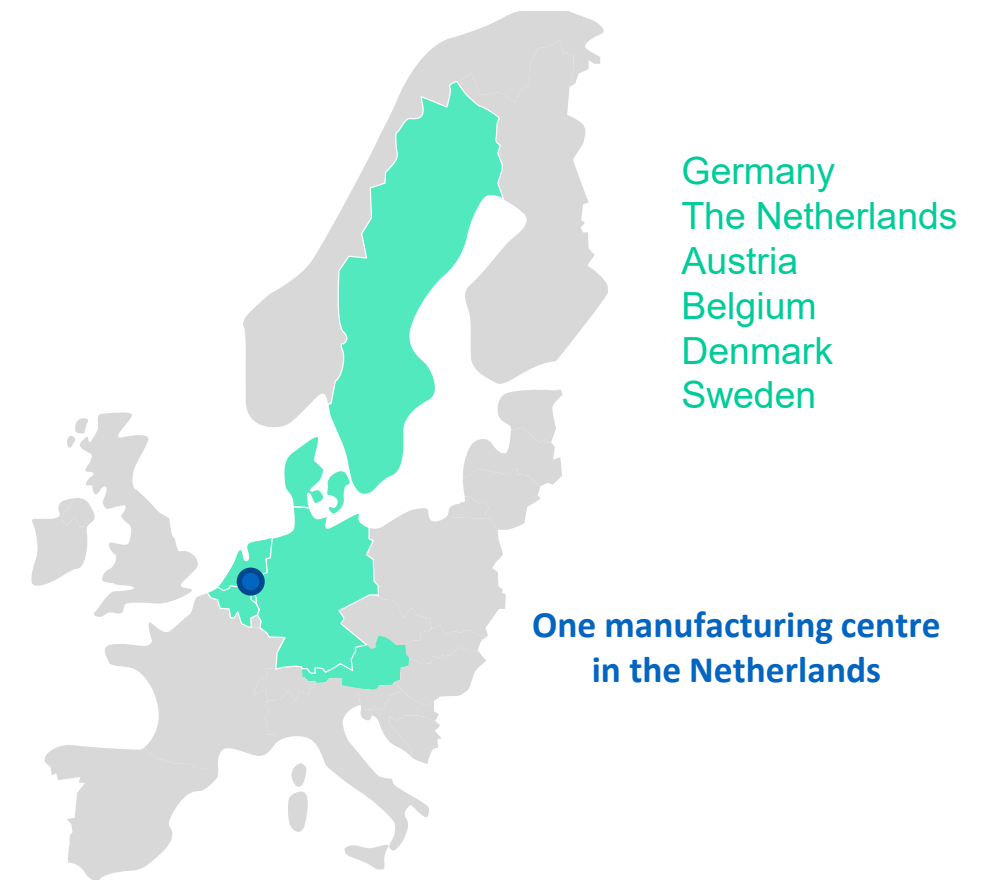 Germany
The Netherlands
Austria
Belgium
Denmark
Sweden
One manufacturing centre
in the Netherlands